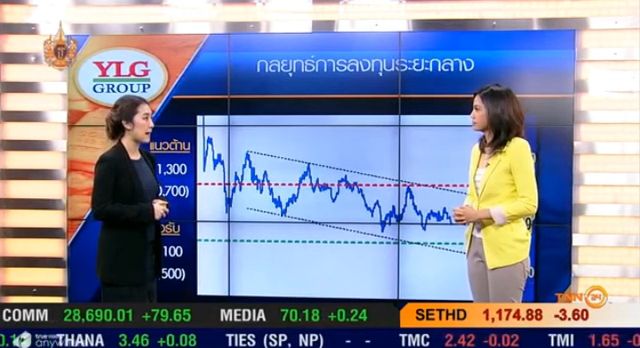 YLG
GROUP
กลยุทธ์การลงทุนระยะกลาง
แนวต้าน
1,300
0,700)
รับ
100
500)
TNN 24
COMM 28,690.01 +79.65 MEDIA 70.18 +0.24 SETHD 1,174.88 -3.60
THANA 3.46 +0.08 TIES (SP, NP) - - TMC 2.42 -0.02 TMI 1.65